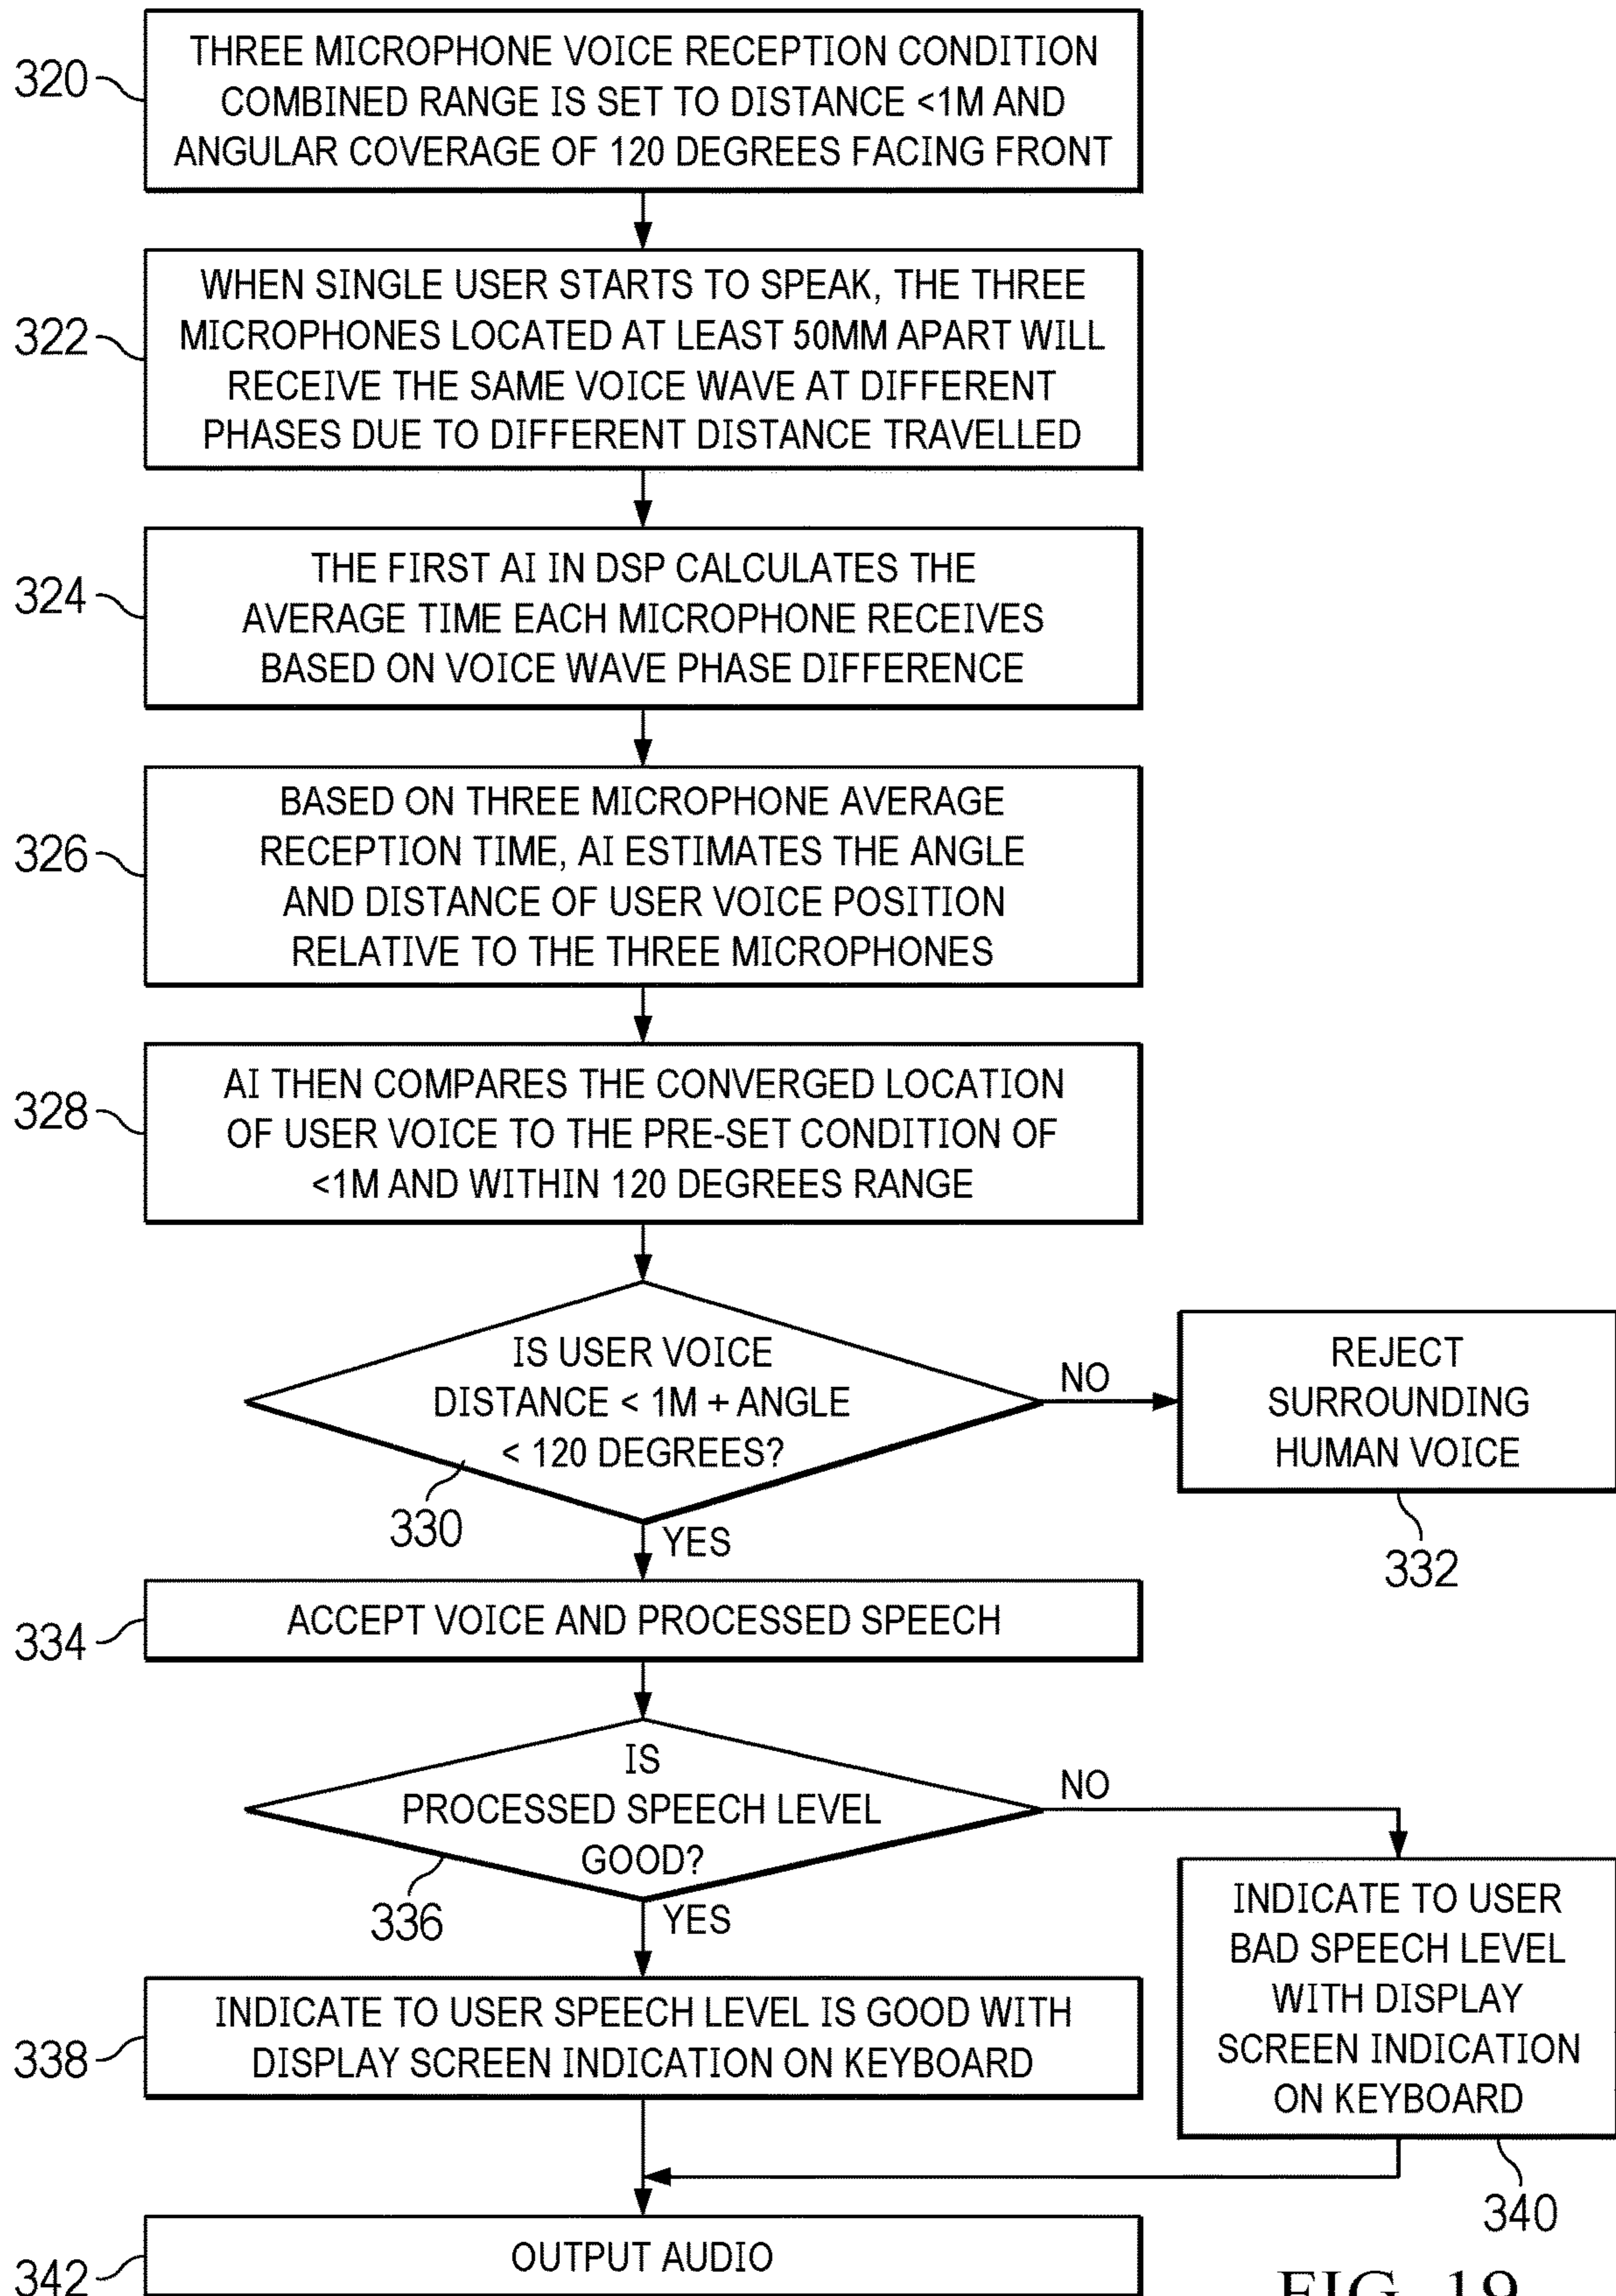 320
THREE MICROPHONE VOICE RECEPTION CONDITION
COMBINED RANGE IS SET TO DISTANCE <1M AND
ANGULAR COVERAGE OF 120 DEGREES FACING FRONT
322
WHEN SINGLE USER STARTS TO SPEAK, THE THREE
MICROPHONES LOCATED AT LEAST 50MM APART WILL
RECEIVE THE SAME VOICE WAVE AT DIFFERENT
PHASES DUE TO DIFFERENT DISTANCE TRAVELLED
324
THE FIRST AI IN DSP CALCULATES THE
AVERAGE TIME EACH MICROPHONE RECEIVES
BASED ON VOICE WAVE PHASE DIFFERENCE
326
BASED ON THREE MICROPHONE AVERAGE
RECEPTION TIME, AI ESTIMATES THE ANGLE
AND DISTANCE OF USER VOICE POSITION
RELATIVE TO THE THREE MICROPHONES
328
AI THEN COMPARES THE CONVERGED LOCATION
OF USER VOICE TO THE PRE-SET CONDITION OF
<1M AND WITHIN 120 DEGREES RANGE
IS USER VOICE
DISTANCE < 1M + ANGLE
< 120 DEGREES?
330
NO
REJECT
SURROUNDING
HUMAN VOICE
332
YES
334
ACCEPT VOICE AND PROCESSED SPEECH
IS
PROCESSED SPEECH LEVEL
GOOD?
336
NO
YES
338
INDICATE TO USER SPEECH LEVEL IS GOOD WITH
DISPLAY SCREEN INDICATION ON KEYBOARD
INDICATE TO USER
BAD SPEECH LEVEL
WITH DISPLAY
SCREEN INDICATION
ON KEYBOARD
340
342
OUTPUT AUDIO
FIG. 19